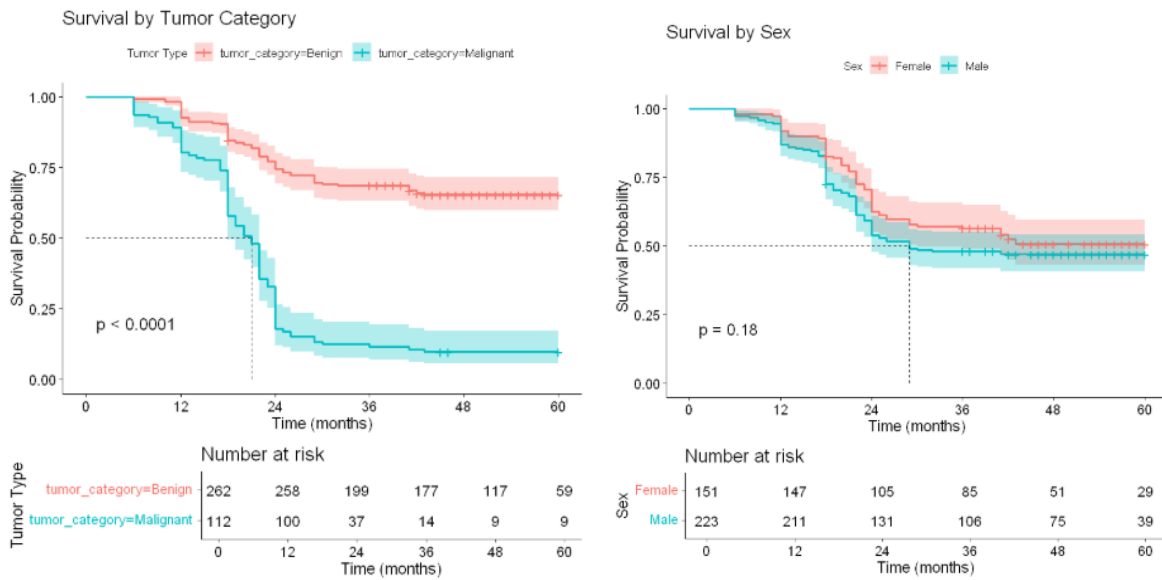 Survival by Tumor Category
Tumor Type tumor_category=Benign tumor_category=Malignant
Survival Probability
1.00
0.75
0.50
0.25
0.00
p < 0.0001
0 12 24 36 48 60
Time (months)
Number at risk
Tumor Type
tumor_category=Benign 262 258 199 177 117 59
tumor_category=Malignant 112 100 37 14 9 9
0 12 24 36 48 60
Time (months)
Survival by Sex
Sex Female Male
Survival Probability
1.00
0.75
0.50
0.25
0.00
p = 0.18
0 12 24 36 48 60
Time (months)
Number at risk
Sex
Female 151 147 105 85 51 29
Male 223 211 131 106 75 39
0 12 24 36 48 60
Time (months)